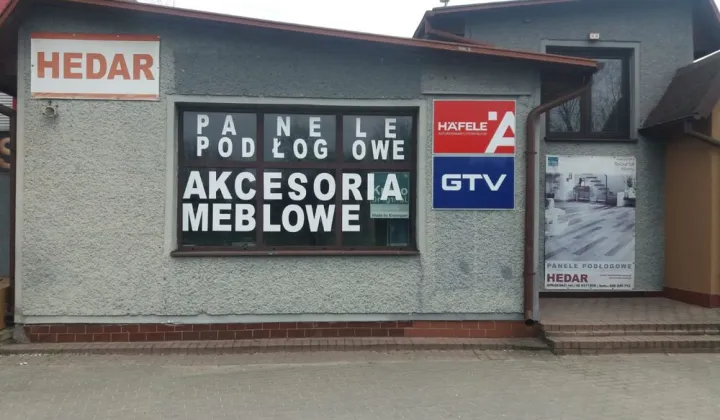 HEDAR
PANELE
PODŁOGOWE
AKCESORIA
MEBLOWE
HÄFELE
GTV
PANELE PODŁOGOWE
HEDAR